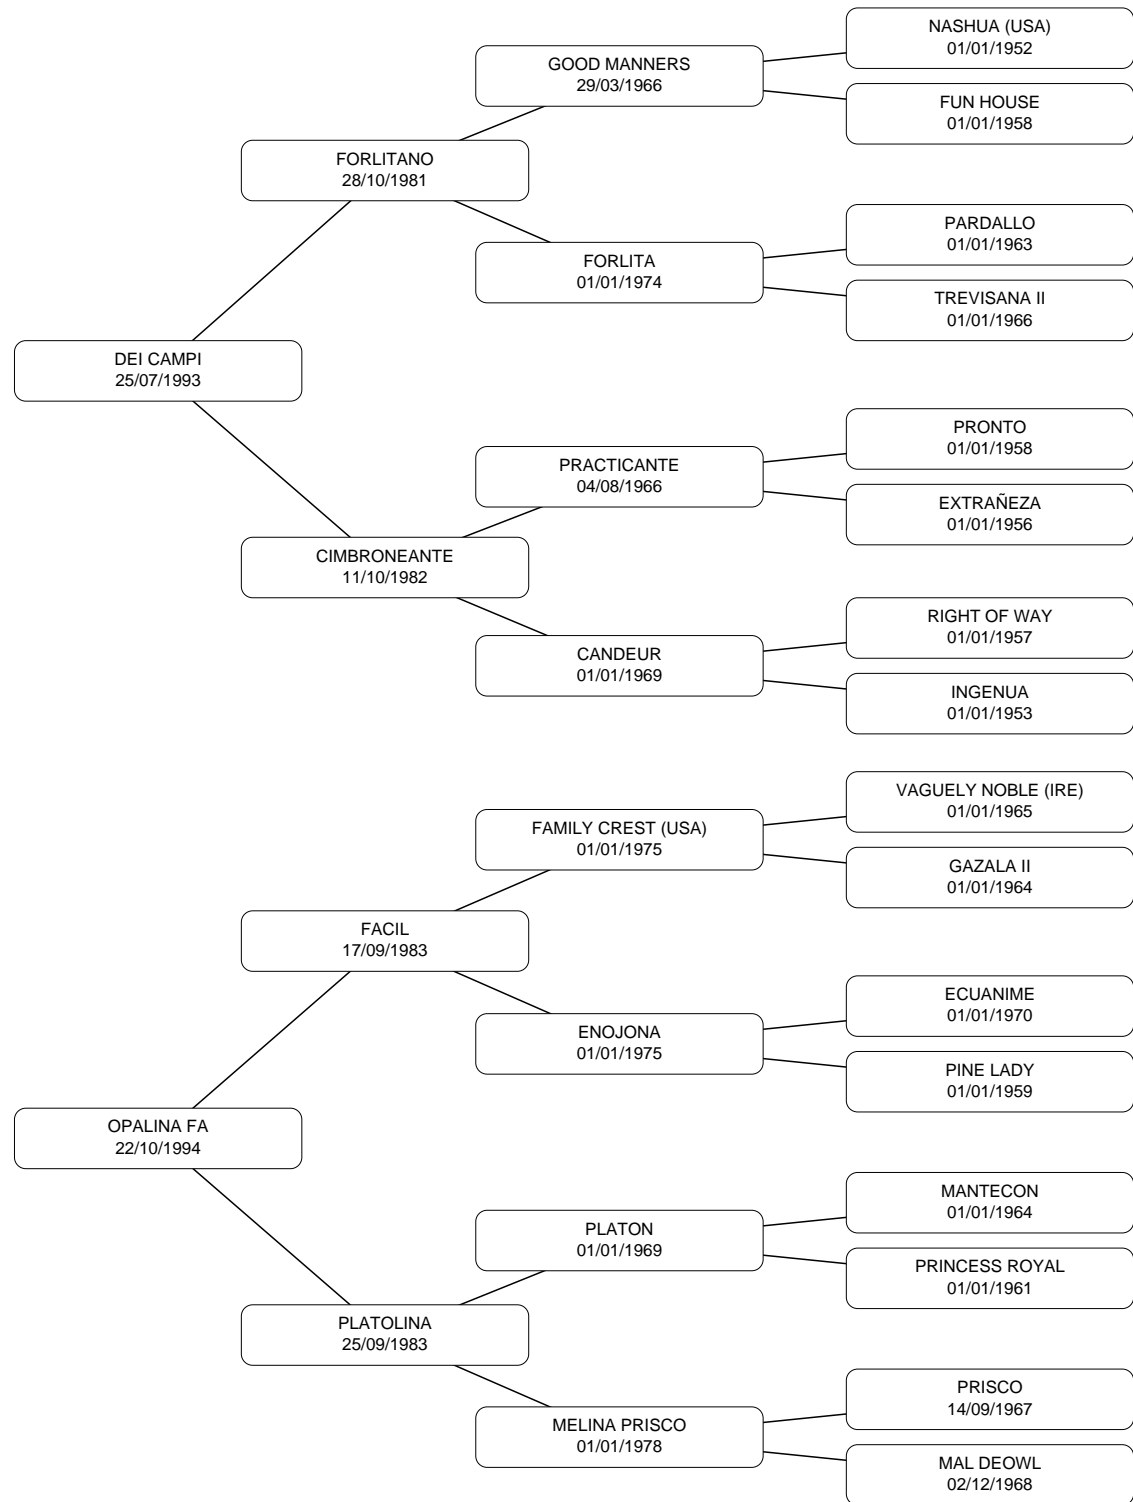 NASHUA (USA)
01/01/1952
GOOD MANNERS
29/03/1966
FUN HOUSE
01/01/1958
FORLITANO
28/10/1981
PARDALLO
01/01/1963
FORLITA
01/01/1974
TREVISANA II
01/01/1966
DEI CAMPI
25/07/1993
PRONTO
01/01/1958
PRACTICANTE
04/08/1966
EXTRAÑEZA
01/01/1956
CIMBRONEANTE
11/10/1982
RIGHT OF WAY
01/01/1957
CANDEUR
01/01/1969
INGENUA
01/01/1953
VAGUELY NOBLE (IRE)
01/01/1965
FAMILY CREST (USA)
01/01/1975
GAZALA II
01/01/1964
FACIL
17/09/1983
ECUANIME
01/01/1970
ENOJONA
01/01/1975
PINE LADY
01/01/1959
OPALINA FA
22/10/1994
MANTECON
01/01/1964
PLATON
01/01/1969
PRINCESS ROYAL
01/01/1961
PLATOLINA
25/09/1983
PRISCO
14/09/1967
MELINA PRISCO
01/01/1978
MAL DEOWL
02/12/1968